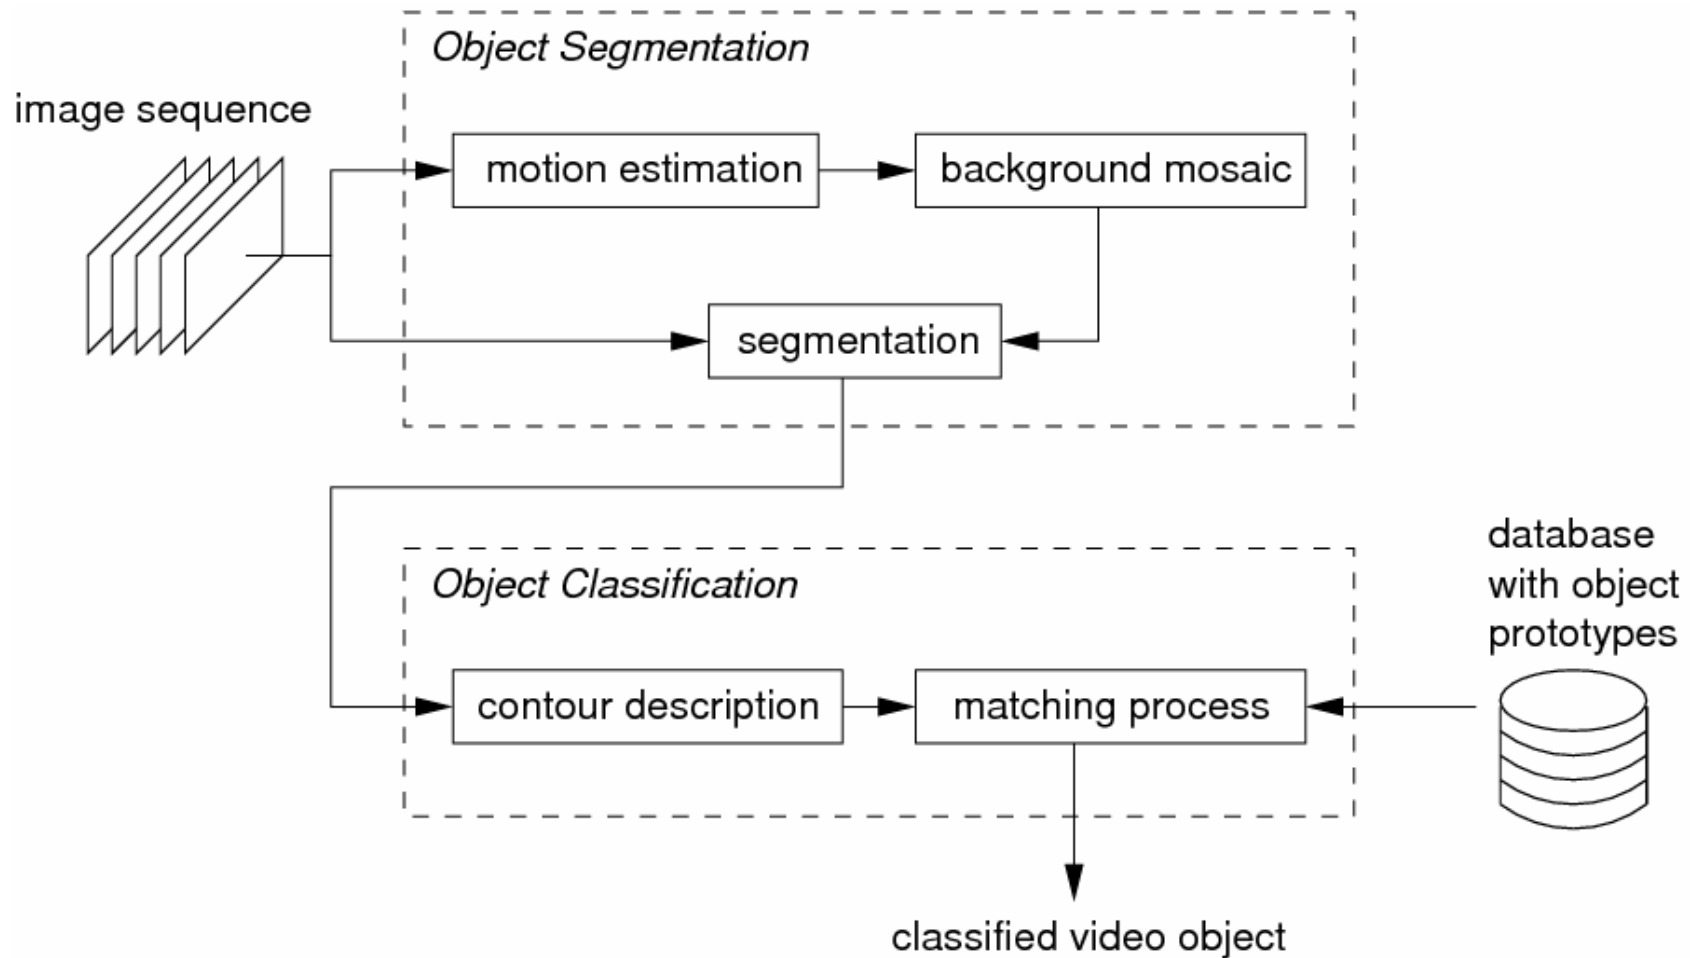 Object Segmentation
image sequence
motion estimation
background mosaic
segmentation
database
with object
prototypes
Object Classification
contour description
matching process
classified video object